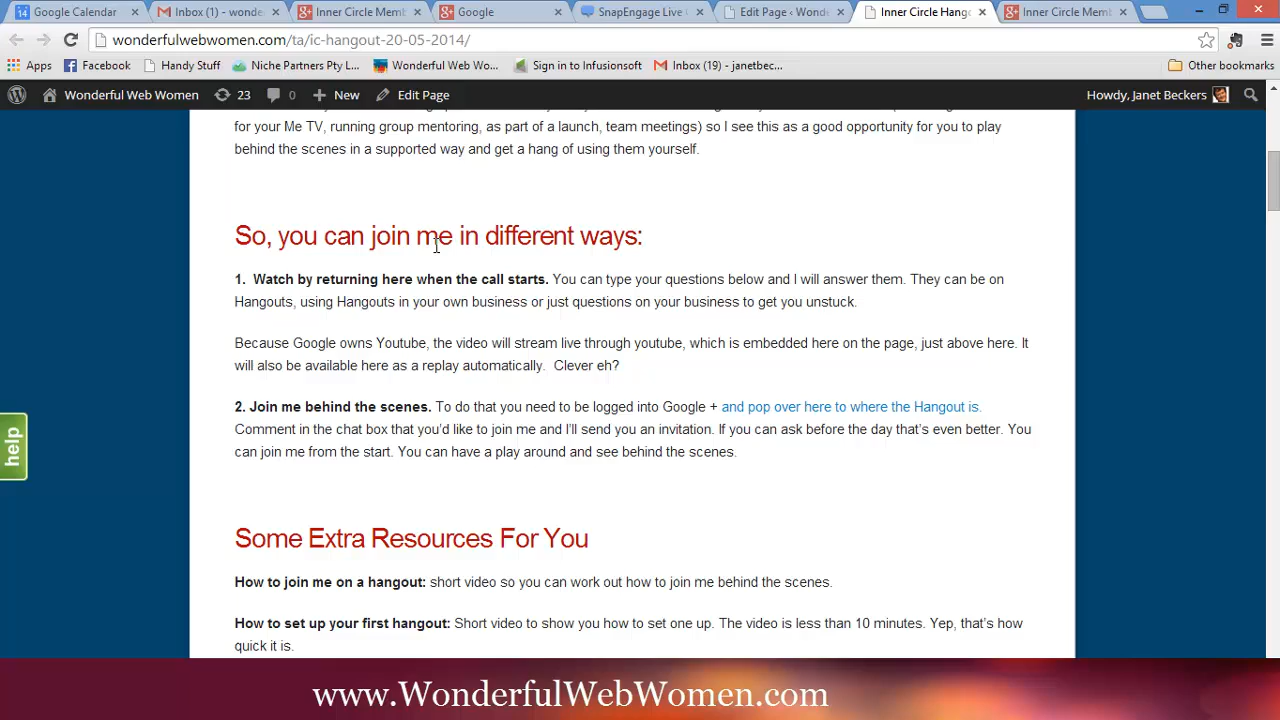 Google Calendar
Inbox (1) - wonde
Inner Circle Memb
Google
SnapEngage Live C
Edit Page ‹ Wonde
Inner Circle Hango
Inner Circle Memb
wonderfulwebwomen.com/ta/ic-hangout-20-05-2014/
Apps
Facebook
Handy Stuff
Niche Partners Pty L...
Wonderful Web Wo...
Sign in to Infusionsoft
Inbox (19) - janetbec...
Other bookmarks
Wonderful Web Women
23
0
New
Edit Page
Howdy, Janet Beckers
for your Me TV, running group mentoring, as part of a launch, team meetings) so I see this as a good opportunity for you to play
behind the scenes in a supported way and get a hang of using them yourself.
So, you can join me in different ways:
1. Watch by returning here when the call starts. You can type your questions below and I will answer them. They can be on
Hangouts, using Hangouts in your own business or just questions on your business to get you unstuck.
Because Google owns Youtube, the video will stream live through youtube, which is embedded here on the page, just above here. It
will also be available here as a replay automatically. Clever eh?
2. Join me behind the scenes. To do that you need to be logged into Google + and pop over here to where the Hangout is.
Comment in the chat box that you'd like to join me and I'll send you an invitation. If you can ask before the day that's even better. You
can join me from the start. You can have a play around and see behind the scenes.
help
Some Extra Resources For You
How to join me on a hangout: short video so you can work out how to join me behind the scenes.
How to set up your first hangout: Short video to show you how to set one up. The video is less than 10 minutes. Yep, that's how
quick it is.
www.WonderfulWebWomen.com